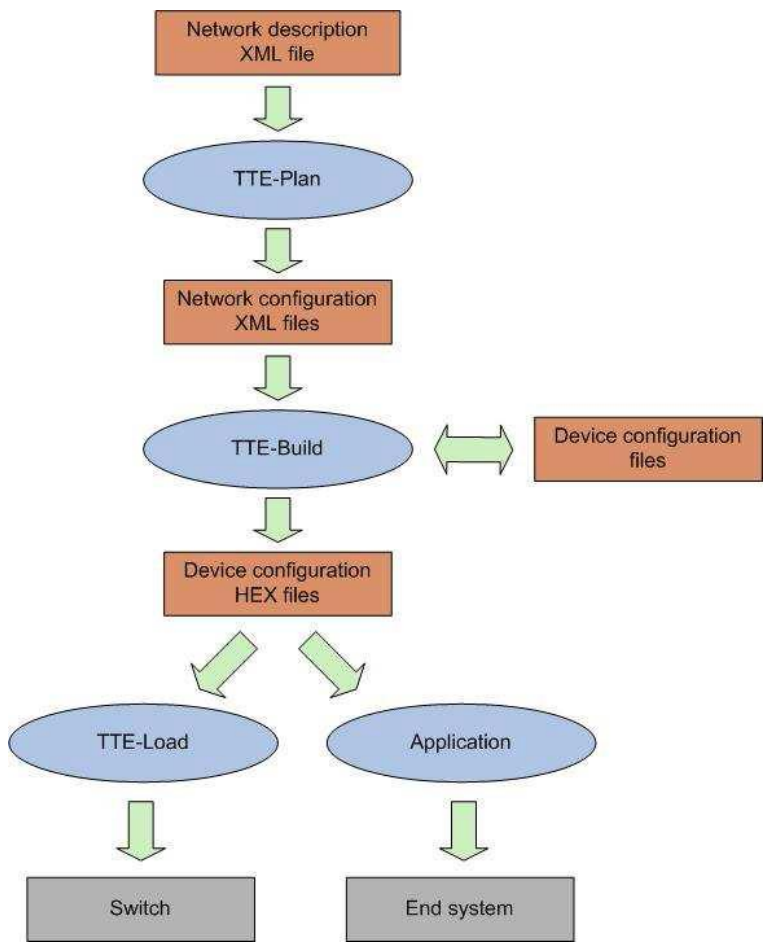 Network description
XML file
TTE-Plan
Network configuration
XML files
TTE-Build
Device configuration
files
Device configuration
HEX files
TTE-Load
Application
Switch
End system